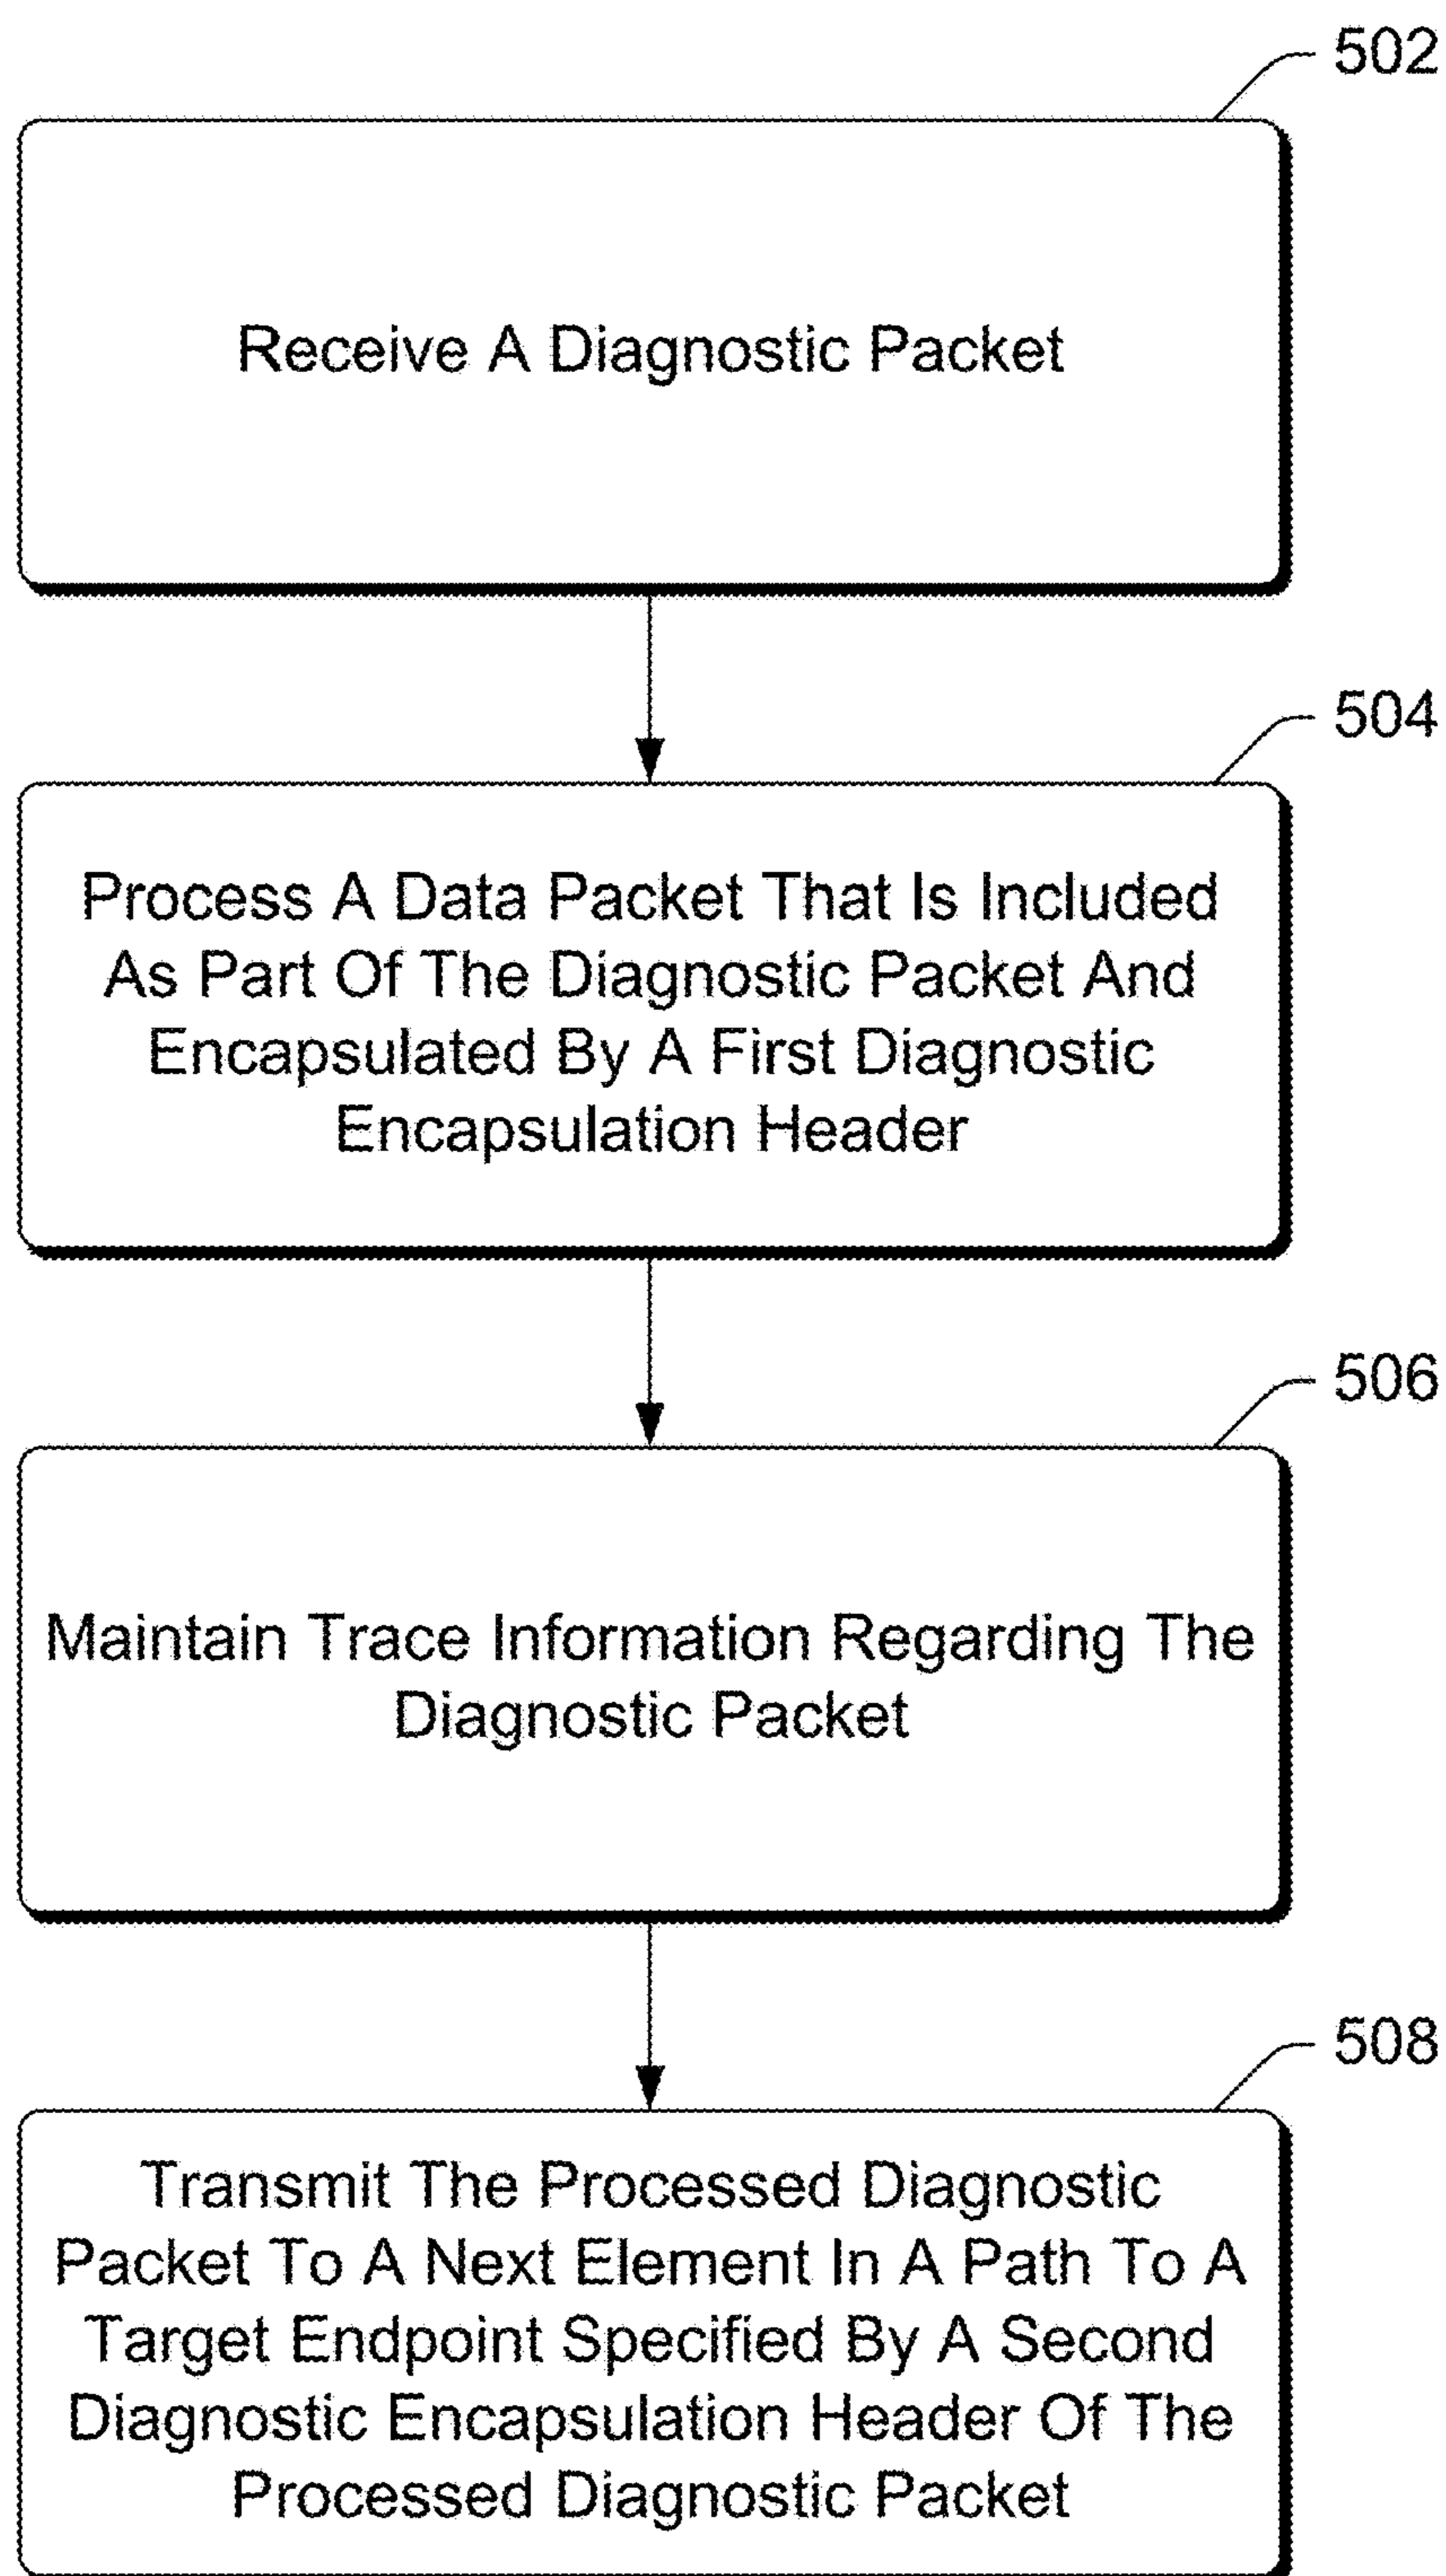 502
Receive A Diagnostic Packet
504
Process A Data Packet That Is Included
As Part Of The Diagnostic Packet And
Encapsulated By A First Diagnostic
Encapsulation Header
506
Maintain Trace Information Regarding The
Diagnostic Packet
508
Transmit The Processed Diagnostic
Packet To A Next Element In A Path To A
Target Endpoint Specified By A Second
Diagnostic Encapsulation Header Of The
Processed Diagnostic Packet